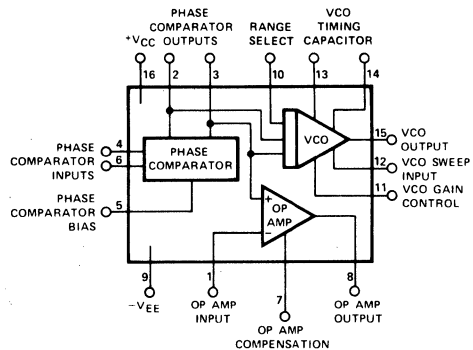 PHASE
COMPARATOR
OUTPUTS
+VCC
RANGE
SELECT
VCO
TIMING
CAPACITOR
16
2
3
10
13
14
PHASE
COMPARATOR
INPUTS
4
6
PHASE
COMPARATOR
VCO
15
VCO
OUTPUT
12
VCO SWEEP
INPUT
11
VCO GAIN
CONTROL
PHASE
COMPARATOR
BIAS
5
+
OP
AMP
−
9
1
7
8
−VEE
OP AMP
INPUT
OP AMP
COMPENSATION
OP AMP
OUTPUT